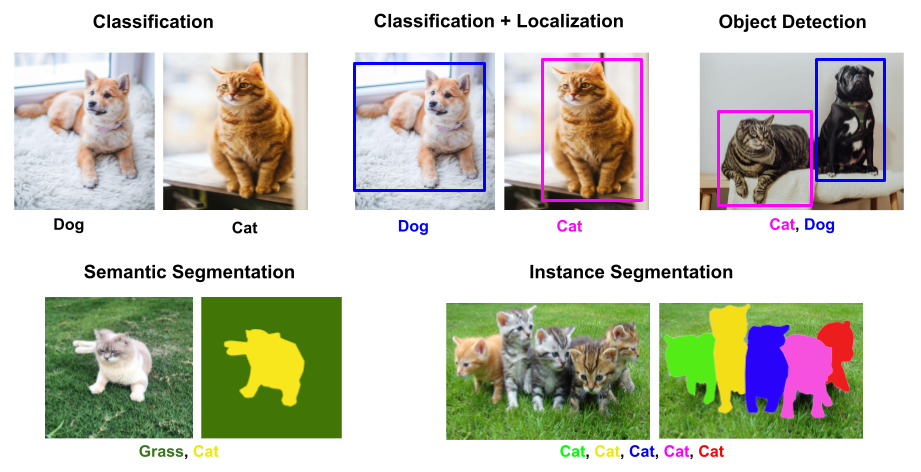 Classification
Classification + Localization
Object Detection
Dog
Cat
Dog
Cat
Cat, Dog
Semantic Segmentation
Instance Segmentation
Grass, Cat
Cat, Cat, Cat, Cat, Cat